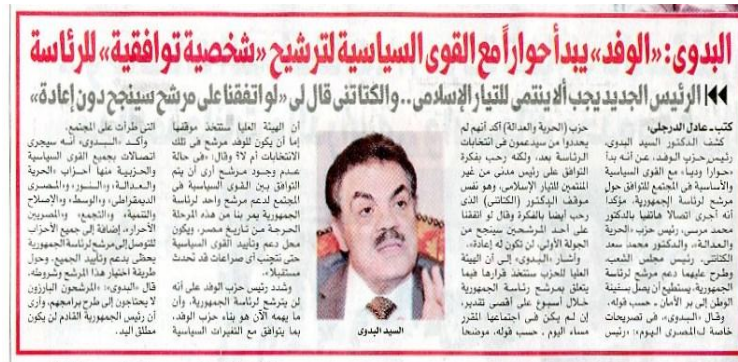 البدوى: «الوفد» يبدأ حواراً مع القوى السياسية لترشيح «شخصية توافقية» للرئاسة
الرئيس الجديد يجب ألا ينتمى للتيار الإسلامى.. والكتاتنى قال لى «لو اتفقنا على مرشح سينجح دون إعادة»
كتب ـ عادل الدرجلى:
كشف الدكتور السيد البدوى،
رئيس حزب الوفد، عن أنه بدأ
«حواراً ودياً» مع القوى السياسية
والأساسية فى المجتمع للتوافق حول
مرشح لرئاسة الجمهورية، مؤكداً
أنه أجرى اتصالاً هاتفياً بالدكتور
محمد مرسى، رئيس حزب «الحرية
والعدالة»، والدكتور محمد سعد
الكتاتنى، رئيس مجلس الشعب،
وطرح عليهما دعم مرشح لرئاسة
الجمهورية، يستطيع أن يصل بسفينة
الوطن إلى بر الأمان ـ حسب قوله.
وقال «البدوى»، فى تصريحات
خاصة لـ«المصرى اليوم»: «رئيس
حزب (الحرية والعدالة) أكد أنهم لم
يحددوا من سيدعمون فى انتخابات
الرئاسة بعد، ولكنه رحب بفكرة
التوافق على رئيس مدنى من غير
المنتمين للتيار الإسلامى، وهو نفس
موقف الدكتور (الكتاتنى) الذى
رحب أيضاً بالفكرة وقال لو اتفقنا
على أحد المرشحين سينجح من
الجولة الأولى، لن تكون له إعادة».
وأشار «البدوى»، إلى أن الهيئة
العليا للحزب ستتخذ قرارها فيما
يتعلق بمرشح رئاسة الجمهورية
خلال أسبوع على أقصى تقدير،
إن لم يكن فى اجتماعها المقرر
مساء اليوم ـ حسب قوله، موضحاً
أن الهيئة العليا ستتخذ موقفها
إما أن يكون للوفد مرشح فى تلك
الانتخابات أم لا؟ وقال: «فى حالة
عدم وجود مرشح أرى أن يتم
التوافق بين القوى السياسية فى
المجتمع لدعم مرشح واحد لرئاسة
الجمهورية يمر بنا من هذه المرحلة
الحرجة من تاريخ مصر، ويكون
محل دعم وتأييد القوى السياسية
حتى نتجنب أى صراعات قد تحدث
مستقبلاً».
وشدد رئيس حزب الوفد على أنه
لن يترشح لرئاسة الجمهورية، وأن
ما يهمه الآن هو بناء حزب الوفد،
بما يتوافق مع التغيرات السياسية
التى طرأت على المجتمع.
وأكد «البدوى» أنه سيجرى
اتصالات بجميع القوى السياسية
والحزبية منها أحزاب «الحرية
والعدالة، والنور، والمصرى
الديمقراطى، والوسط، والإصلاح
والتنمية، والتجمع، والمصريين
الأحرار»، إضافة إلى جميع الأحزاب
للتوصل إلى مرشح لرئاسة الجمهورية
يحظى بدعم وتأييد الجميع، وحول
طريقة اختيار هذا المرشح وشروطه،
قال «البدوى»: «المرشحون البارزون
لا يحتاجون إلى طرح برامجهم، وأرى
أن رئيس الجمهورية القادم لن يكون
مطلق اليد».
السيد البدوى